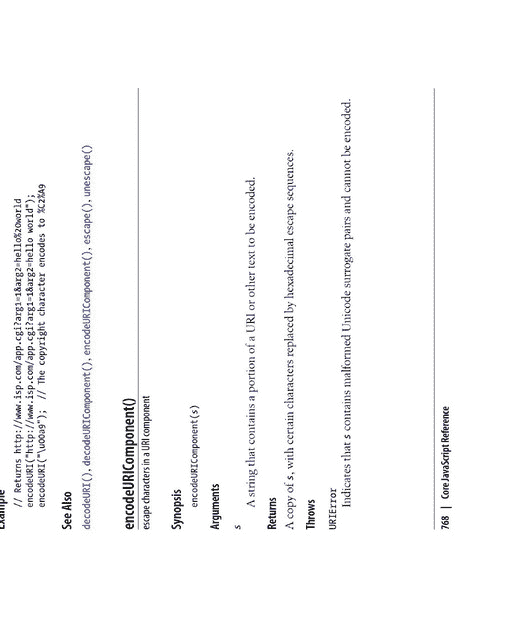 Example
// Returns http://www.isp.com/app.cgi?arg1=1&arg2=hello%20world
encodeURI("http://www.isp.com/app.cgi?arg1=1&arg2=hello world");
encodeURI("\u00a9");  // The copyright character encodes to %C2%A9
See Also
decodeURI(), decodeURIComponent(), encodeURIComponent(), escape(), unescape()
encodeURIComponent()
escape characters in a URI component
Synopsis
encodeURIComponent(s)
Arguments
s
A string that contains a portion of a URI or other text to be encoded.
Returns
A copy of s, with certain characters replaced by hexadecimal escape sequences.
Throws
URIError
Indicates that s contains malformed Unicode surrogate pairs and cannot be encoded.
768 | Core JavaScript Reference